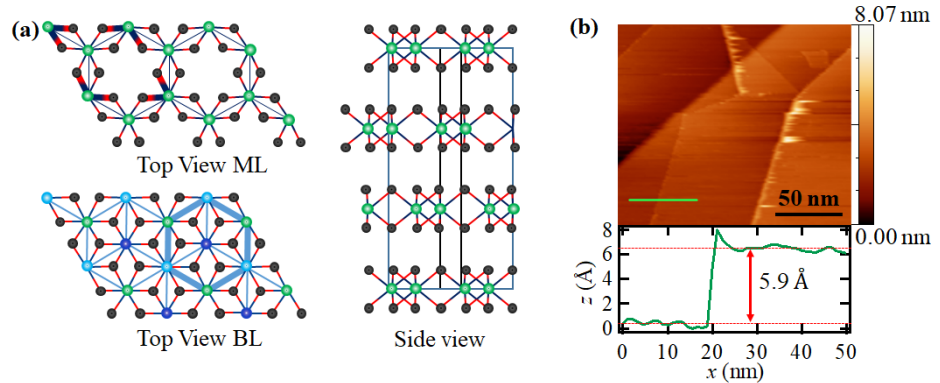 (a)
Top View ML
Top View BL
Side view
(b)
8.07 nm
50 nm
0.00 nm
8
6
4
2
0
z (Å)
5.9 Å
0 10 20 30 40 50
x (nm)